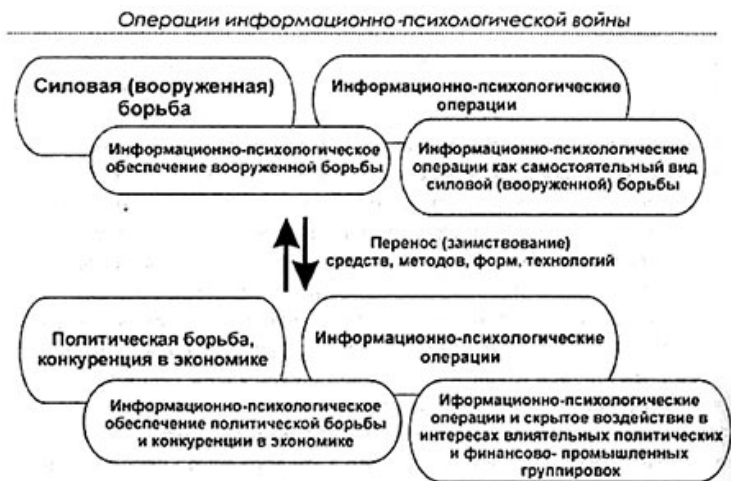 Операции информационно-психологической войны
Силовая (вооруженная)
борьба
Информационно-психологические
операции
Информационно-психологическое
обеспечение вооруженной борьбы
Информационно-психологические
операции как самостоятельный вид
силовой (вооруженной) борьбы
Перенос (заимствование)
средств, методов, форм, технологий
Политическая борьба,
конкуренция в экономике
Информационно-психологические
операции
Информационно-психологическое
обеспечение политической борьбы
и конкуренции в экономике
Иформационно-психологические
операции и скрытое воздействие в
интересах влиятельных политических
и финансово- промышленных
группировок